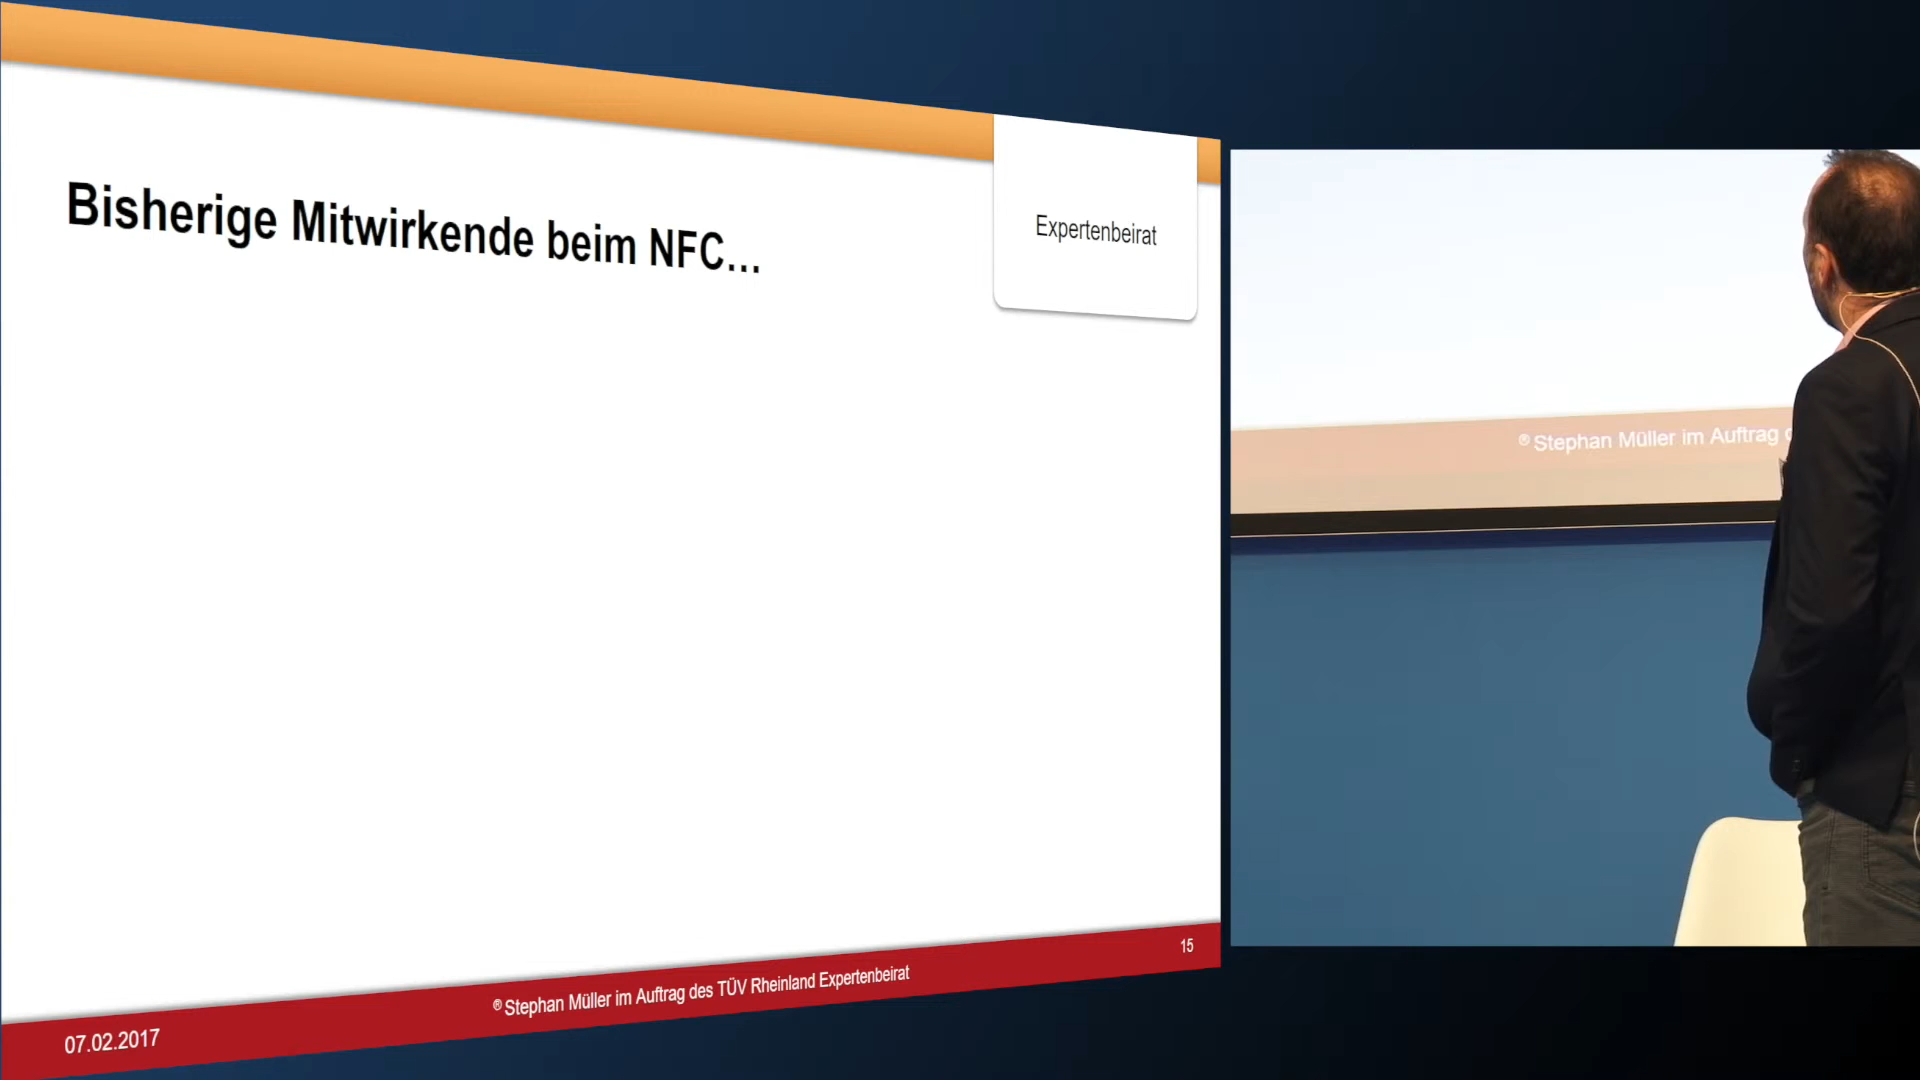 Bisherige Mitwirkende beim NFC...
Expertenbeirat
® Stephan Müller im Auftrag
15
® Stephan Müller im Auftrag des TÜV Rheinland Expertenbeirat
07.02.2017